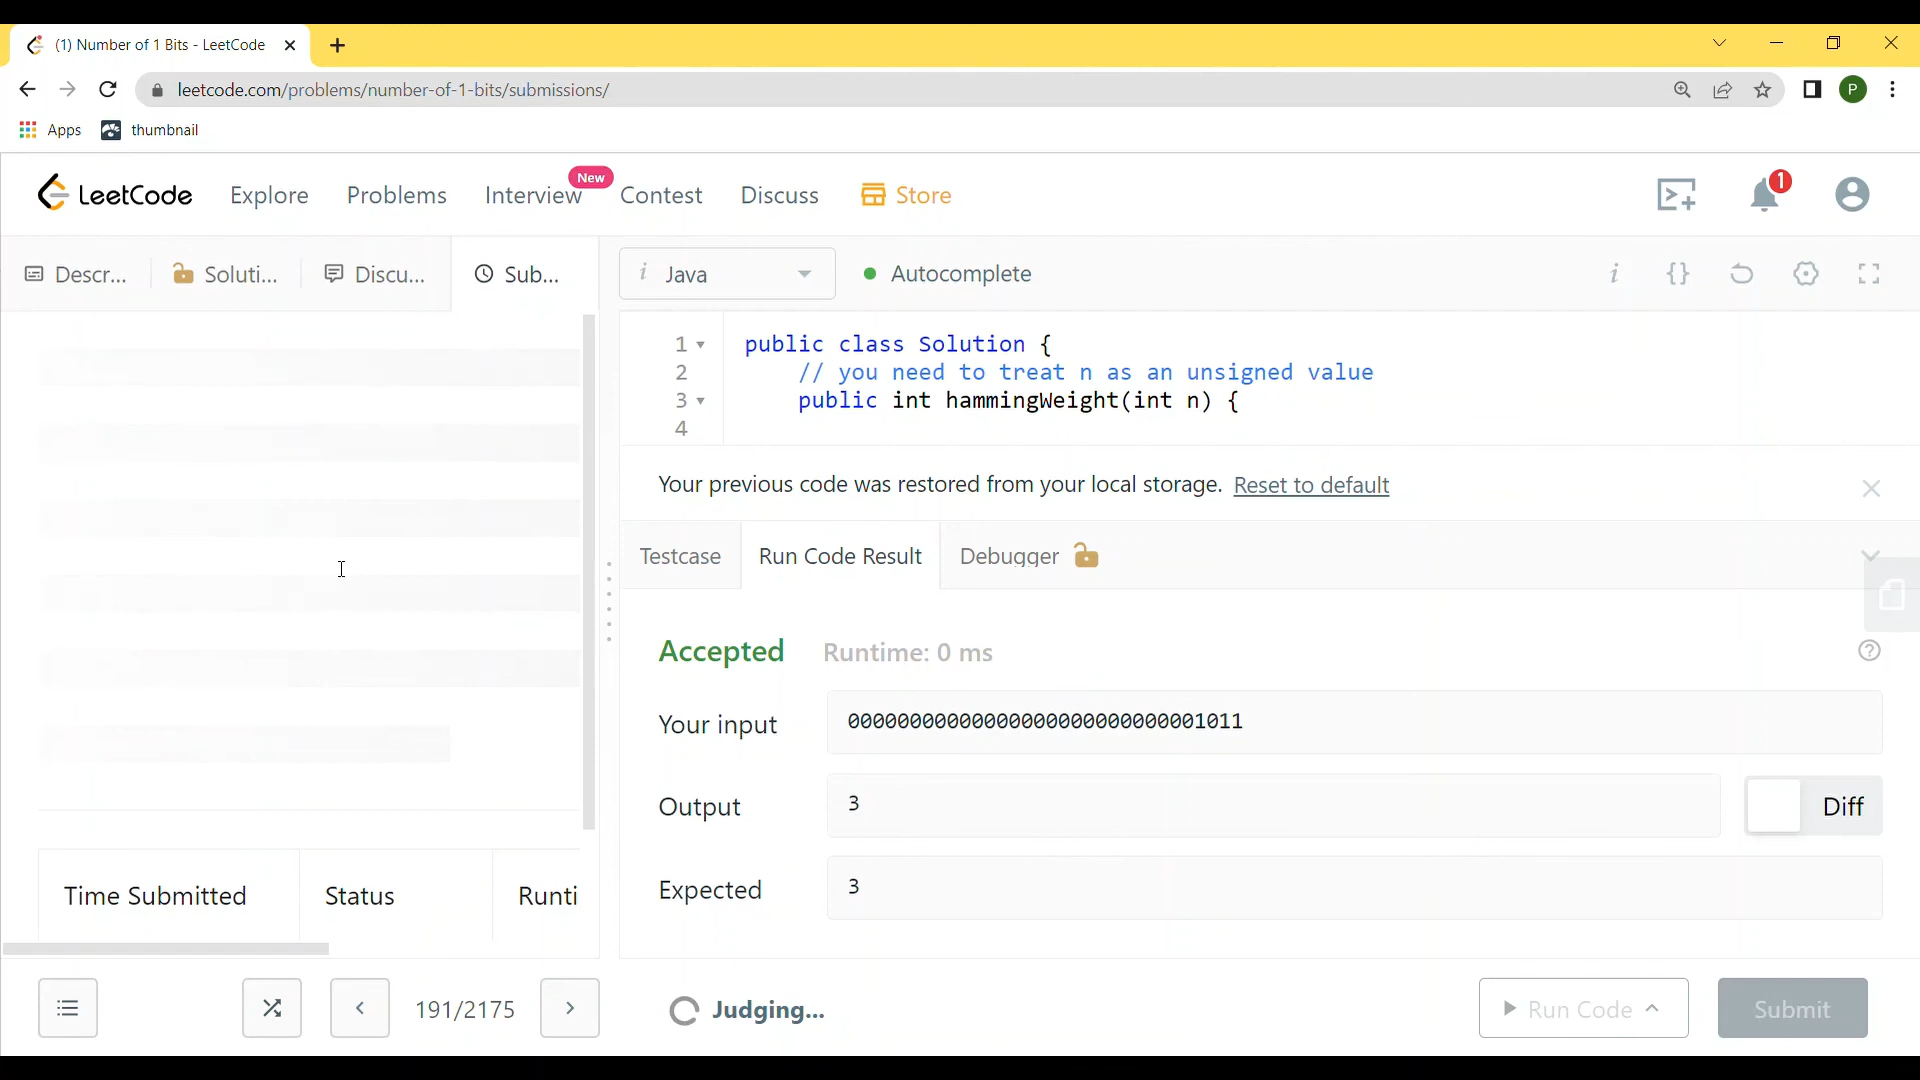 (1) Number of 1 Bits - LeetCode
leetcode.com/problems/number-of-1-bits/submissions/
P
Apps
thumbnail
LeetCode
Explore
Problems
Interview
New
Contest
Discuss
Store
1
Descr...
Soluti...
Discu...
Sub...
i Java
Autocomplete
i
{}
1 public class Solution {
2 // you need to treat n as an unsigned value
3 public int hammingWeight(int n) {
4
Your previous code was restored from your local storage. Reset to default
Testcase
Run Code Result
Debugger
Accepted
Runtime: 0 ms
Your input
00000000000000000000000000001011
Output
3
Diff
Expected
3
Time Submitted
Status
Runti
191/2175
Judging...
Run Code
Submit